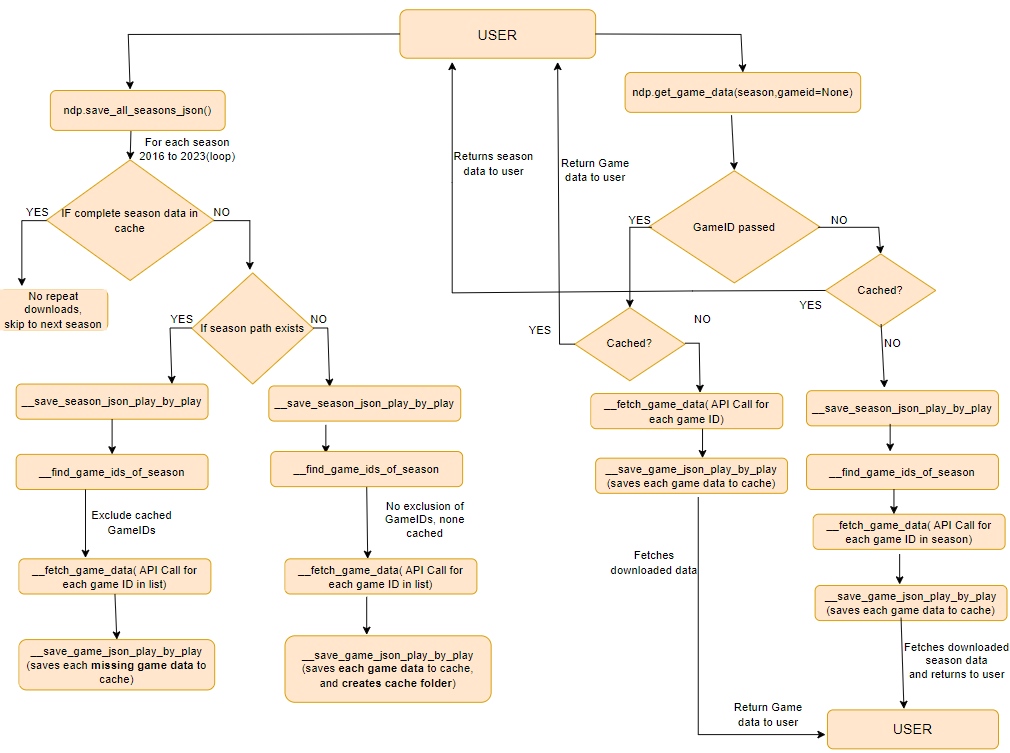 USER
ndp.save_all_seasons_json()
ndp.get_game_data(season,gameid=None)
For each season
2016 to 2023(loop)
Returns season
data to user
Return Game
data to user
YES
IF complete season data in
cache
NO
YES
GameID passed
NO
No repeat
downloads,
skip to next season
YES
If season path exists
NO
Cached?
YES
YES
Cached?
NO
NO
__save_season_json_play_by_play
__save_season_json_play_by_play
__fetch_game_data( API Call for
each game ID)
__save_season_json_play_by_play
__find_game_ids_of_season
__find_game_ids_of_season
__save_game_json_play_by_play
(saves each game data to cache)
__find_game_ids_of_season
Exclude cached
GameIDs
No exclusion of
GameIDs, none
cached
__fetch_game_data( API Call for
each game ID in season)
Fetches
downloaded data
__fetch_game_data( API Call for
each game ID in list)
__fetch_game_data( API Call for
each game ID in list)
__save_game_json_play_by_play
(saves each game data to cache)
__save_game_json_play_by_play
(saves each missing game data to
cache)
__save_game_json_play_by_play
(saves each game data to cache,
and creates cache folder)
Fetches downloaded
season data
and returns to user
Return Game
data to user
USER